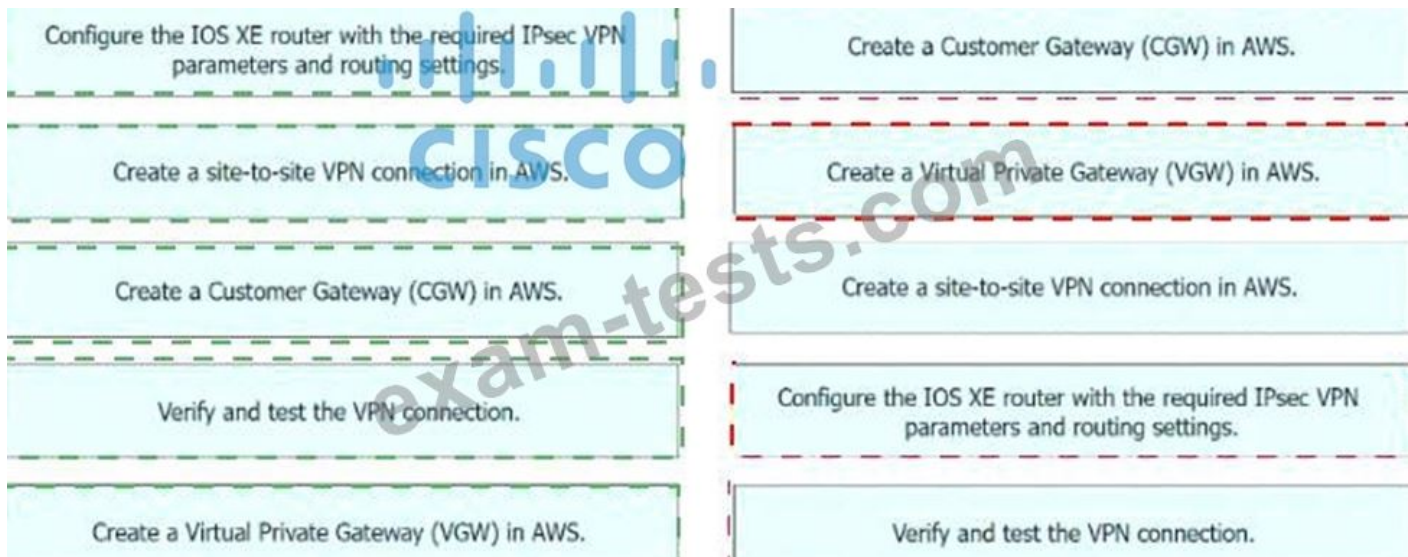 Configure the IOS XE router with the required IPsec VPN
parameters and routing settings.
Create a site-to-site VPN connection in AWS.
Create a Customer Gateway (CGW) in AWS.
Verify and test the VPN connection.
Create a Virtual Private Gateway (VGW) in AWS.
Create a Customer Gateway (CGW) in AWS.
Create a Virtual Private Gateway (VGW) in AWS.
Create a site-to-site VPN connection in AWS.
Configure the IOS XE router with the required IPsec VPN
parameters and routing settings.
Verify and test the VPN connection.
CISCO
exam-tests.com